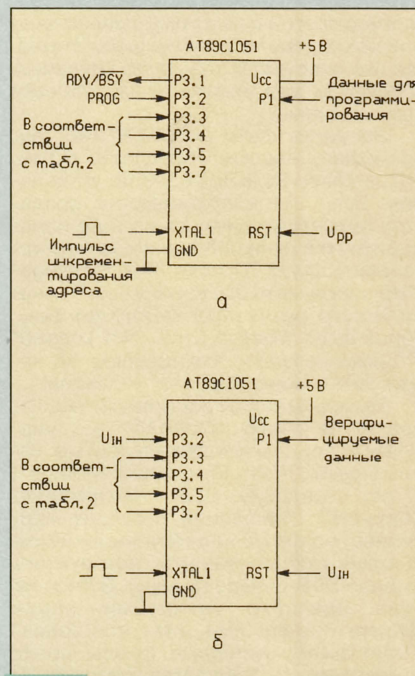 AT89C1051
+5 В
RDY/BSY
P3.1
Ucc
PROG
P3.2
P1
Данные для
программи-
рования
В соответ-
ствии
с табл.2
P3.3
P3.4
P3.5
P3.7
Импульс
инкремен-
тирования
адреса
XTAL1
GND
RST
Upp
а
AT89C1051
+5 В
Ucc
UIH
P3.2
P1
Верифи-
цируемые
данные
В соответ-
ствии
с табл.2
P3.3
P3.4
P3.5
P3.7
XTAL1
GND
RST
UIH
б